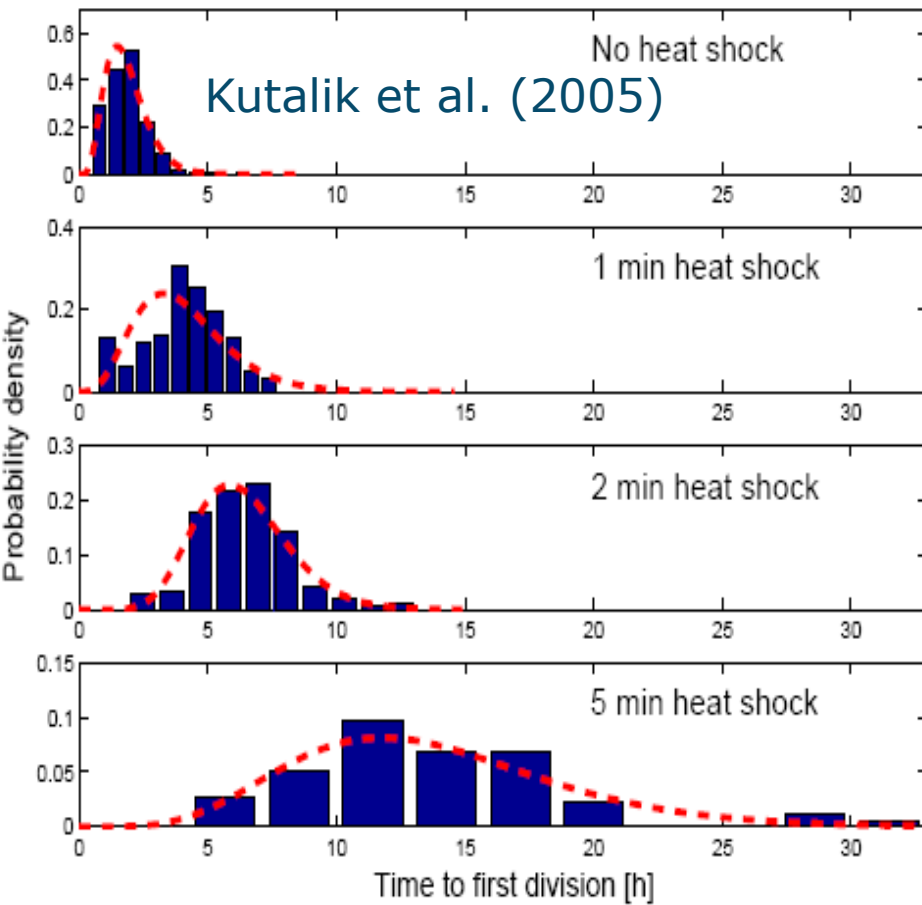 0.6
0.4
0.2
0
No heat shock
Kutalik et al. (2005)
0 5 10 15 20 25 30
0.4
0.2
0
1 min heat shock
0 5 10 15 20 25 30
Probability density
0.3
0.2
0.1
0
2 min heat shock
0 5 10 15 20 25 30
0.15
0.1
0.05
0
5 min heat shock
0 5 10 15 20 25 30
Time to first division [h]